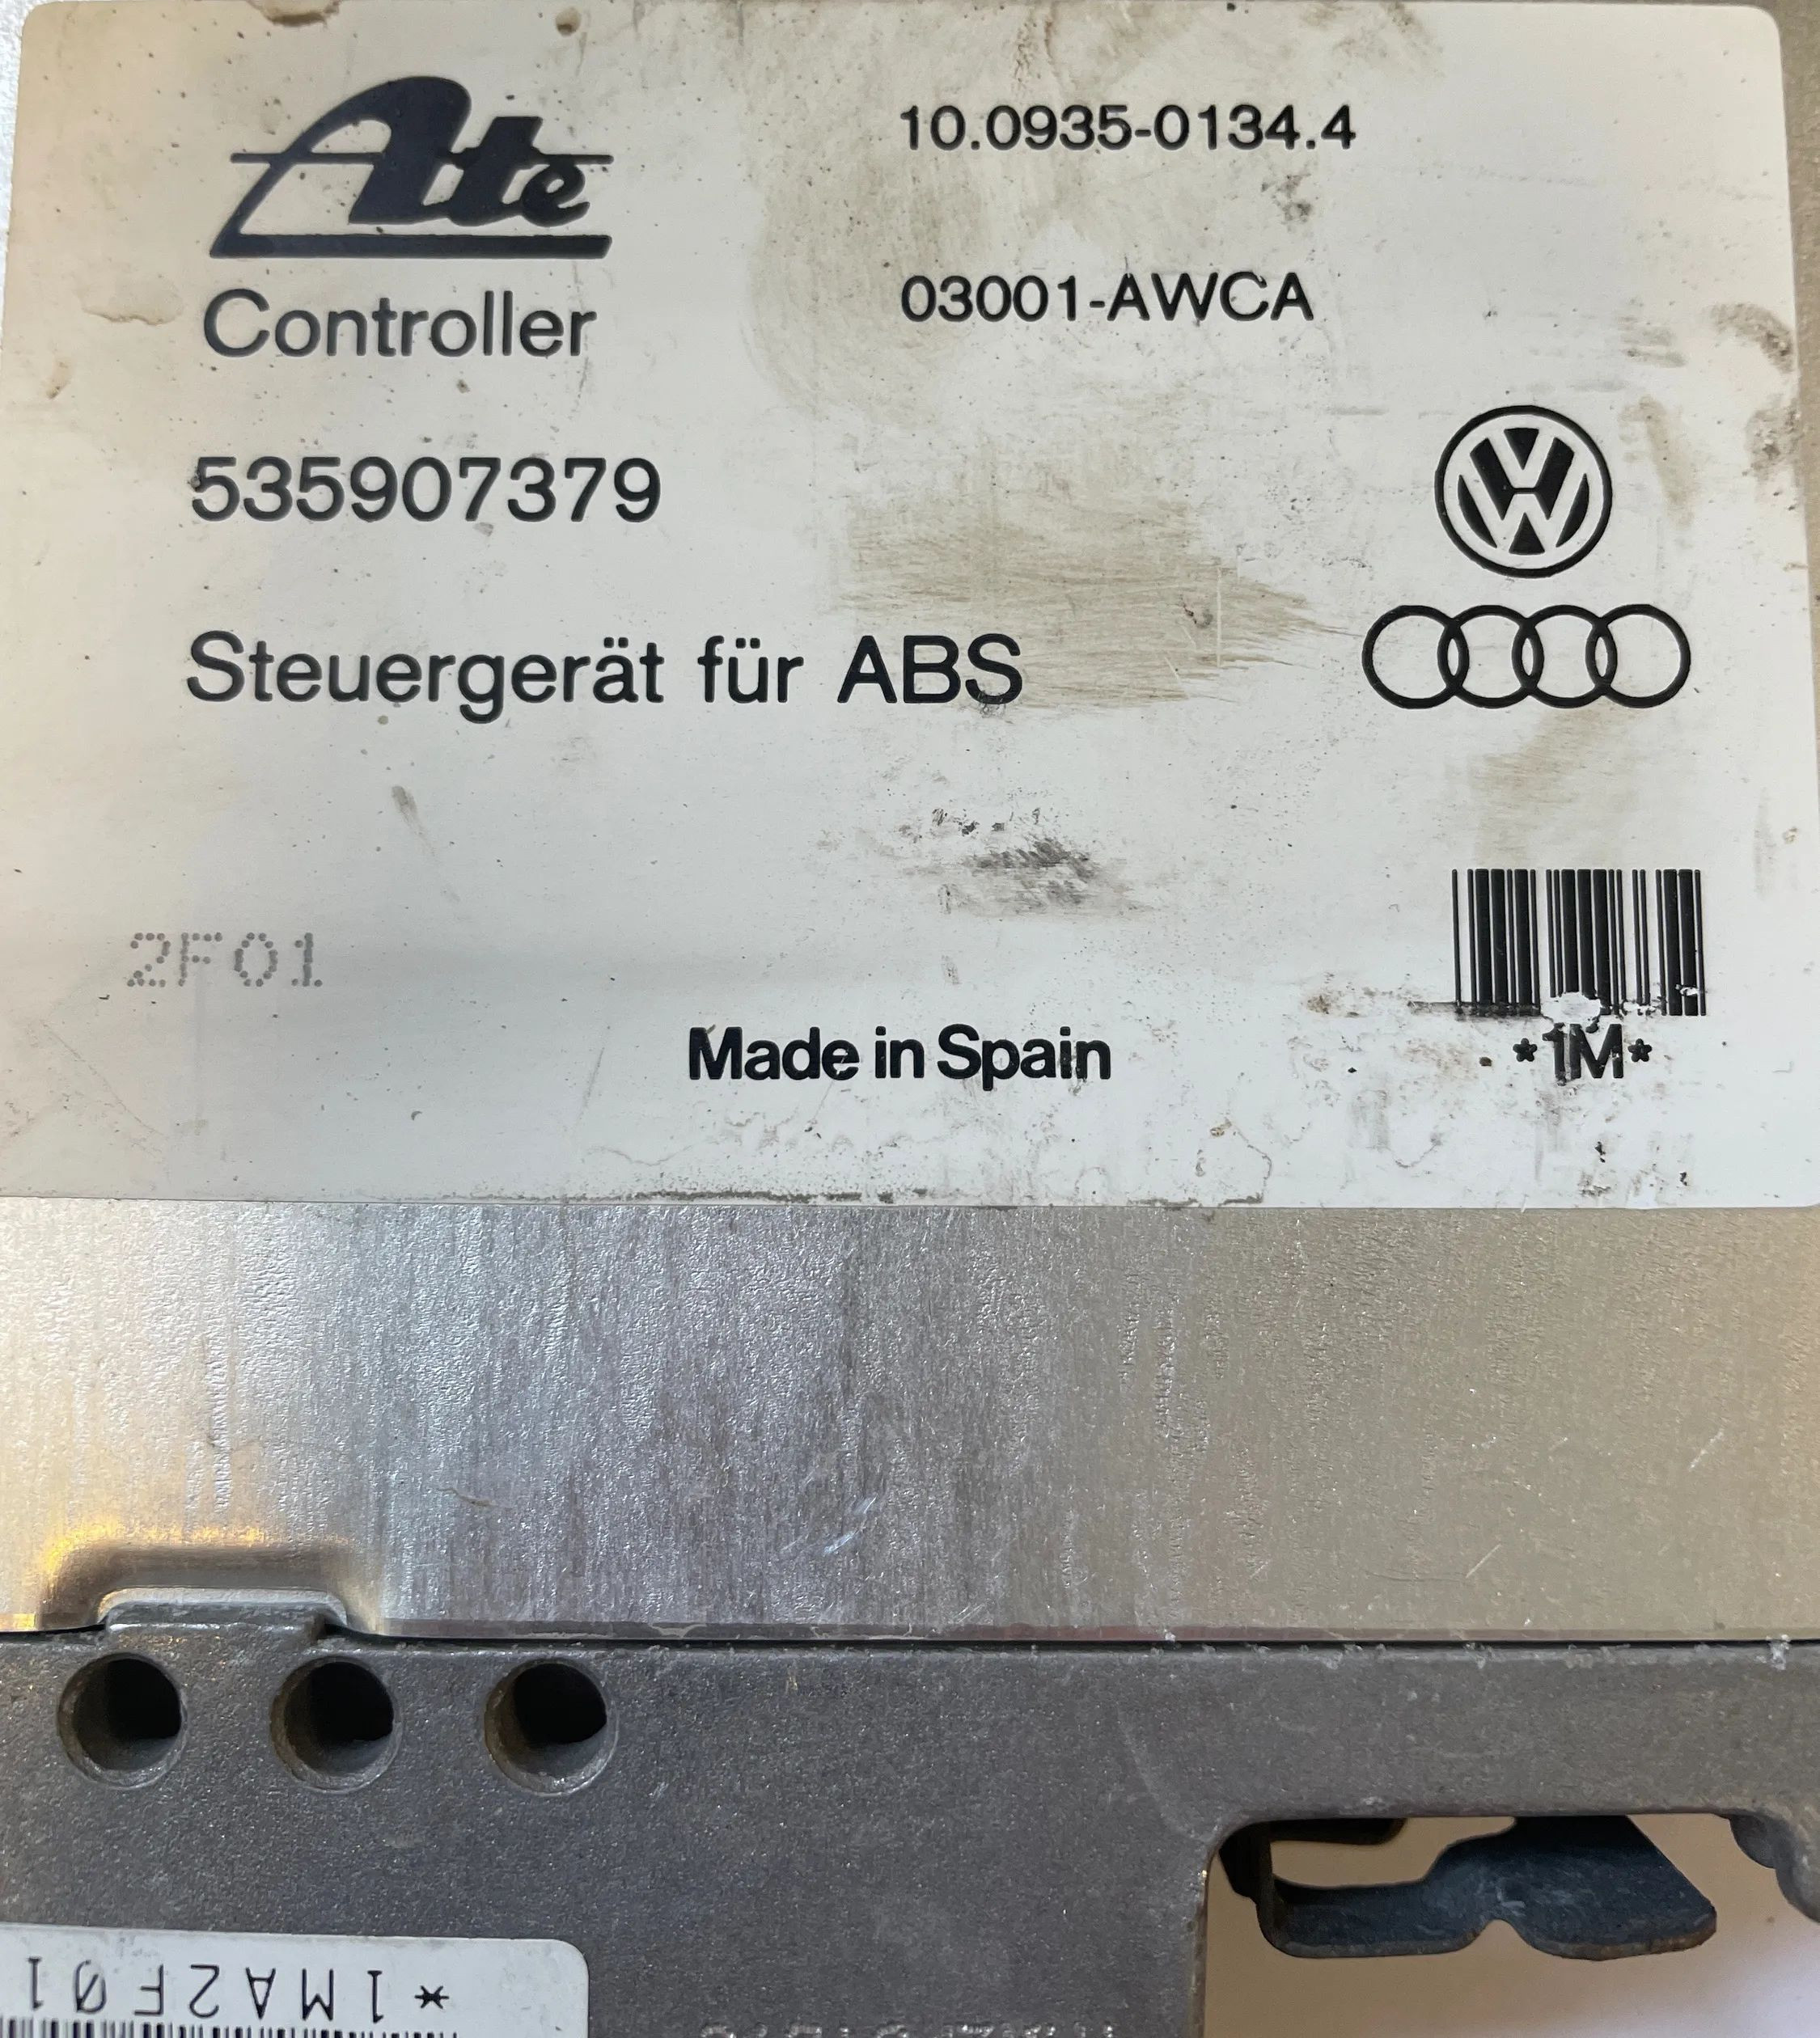 Ate
10.0935-0134.4
Controller
03001-AWCA
535907379
Steuergerät für ABS
2F01
Made in Spain
*1M*
*1MA2F01